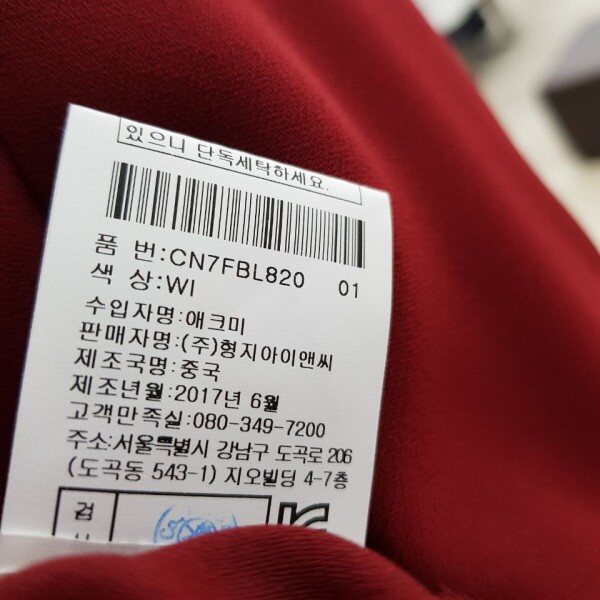 있으니 단독세탁하세요.
품 번:CN7FBL820 01
색 상:WI
수입자명:애크미
판매자명:(주)형지아이앤씨
제조국명:중국
제조년월:2017년 6월
고객만족실:080-349-7200
주소:서울특별시 강남구 도곡로 206
(도곡동 543-1) 지오빌딩 4-7층
검